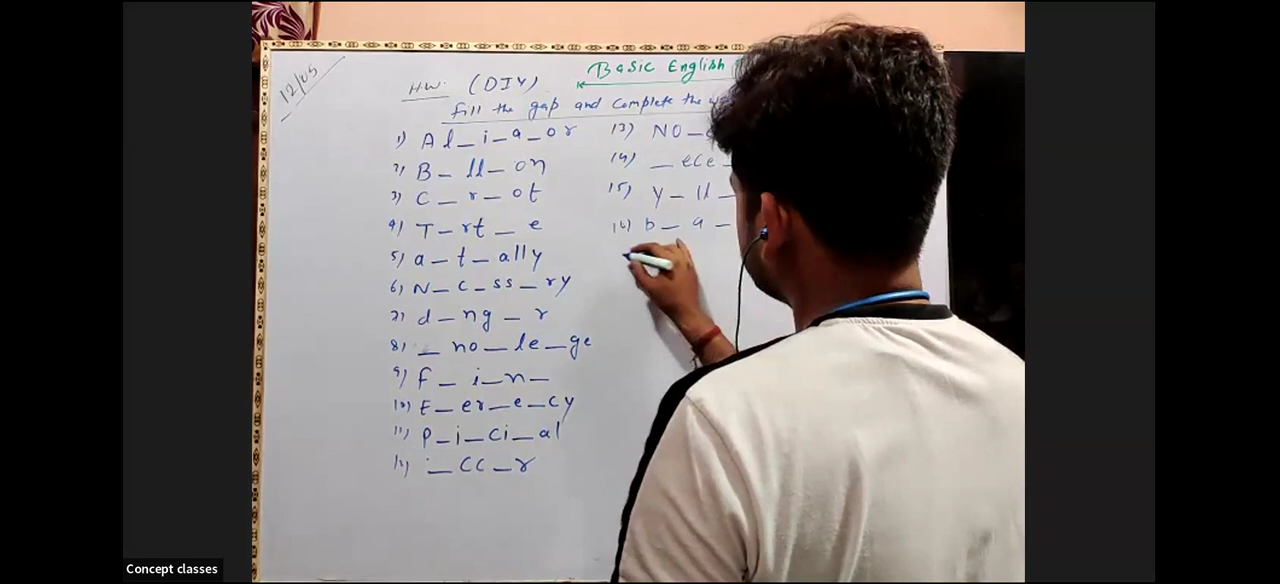 12/05
H.W. (DIY) Basic English
fill the gap and complete the
1) Al_i_a_or
2) B_ll_on
3) C_r_ot
4) T_rt_e
5) a_t_ally
6) N_c_ss_ry
7) d_ng_r
8) _no_le_ge
9) F_i_n_
10) E_er_e_cy
11) P_i_ci_al
12) _cc_r
13) NO_
14) _ece_
15) y_ll_
16) b_a_
Concept classes